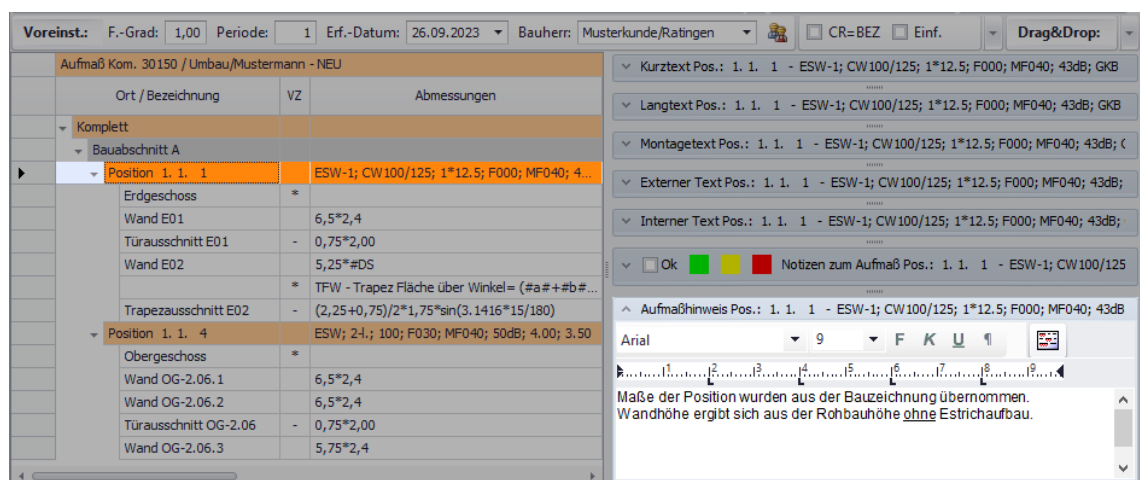 Voreinst.: F.-Grad: 1,00 Periode: 1 Erf.-Datum: 26.09.2023 Bauherr: Musterkunde/Ratingen CR=BEZ Einf. Drag&Drop:
Aufmaß Kom. 30150 / Umbau/Mustermann - NEU
Ort / Bezeichnung VZ Abmessungen
Komplett
Bauabschnitt A
Position 1. 1. 1 ESW-1; CW100/125; 1*12.5; F000; MF040; 4...
Erdgeschoss *
Wand E01 6,5*2,4
Türausschnitt E01 - 0,75*2,00
Wand E02 5,25*#DS
* TFW - Trapez Fläche über Winkel= (#a#+#b#...
Trapezausschnitt E02 - (2,25+0,75)/2*1,75*sin(3.1416*15/180)
Position 1. 1. 4 ESW; 2-l.; 100; F030; MF040; 50dB; 4.00; 3.50
Obergeschoss *
Wand OG-2.06.1 6,5*2,4
Wand OG-2.06.2 6,5*2,4
Türausschnitt OG-2.06 - 0,75*2,00
Wand OG-2.06.3 5,75*2,4
Kurztext Pos.: 1. 1. 1 - ESW-1; CW100/125; 1*12.5; F000; MF040; 43dB; GKB
Langtext Pos.: 1. 1. 1 - ESW-1; CW100/125; 1*12.5; F000; MF040; 43dB; GKB
Montagetext Pos.: 1. 1. 1 - ESW-1; CW100/125; 1*12.5; F000; MF040; 43dB; (
Externer Text Pos.: 1. 1. 1 - ESW-1; CW100/125; 1*12.5; F000; MF040; 43dB;
Interner Text Pos.: 1. 1. 1 - ESW-1; CW100/125; 1*12.5; F000; MF040; 43dB;
Ok Notizen zum Aufmaß Pos.: 1. 1. 1 - ESW-1; CW100/125
Aufmaßhinweis Pos.: 1. 1. 1 - ESW-1; CW100/125; 1*12.5; F000; MF040; 43dB
Arial 9 F K U ¶
1 2 3 4 5 6 7 8 9
Maße der Position wurden aus der Bauzeichnung übernommen.
Wandhöhe ergibt sich aus der Rohbauhöhe ohne Estrichaufbau.